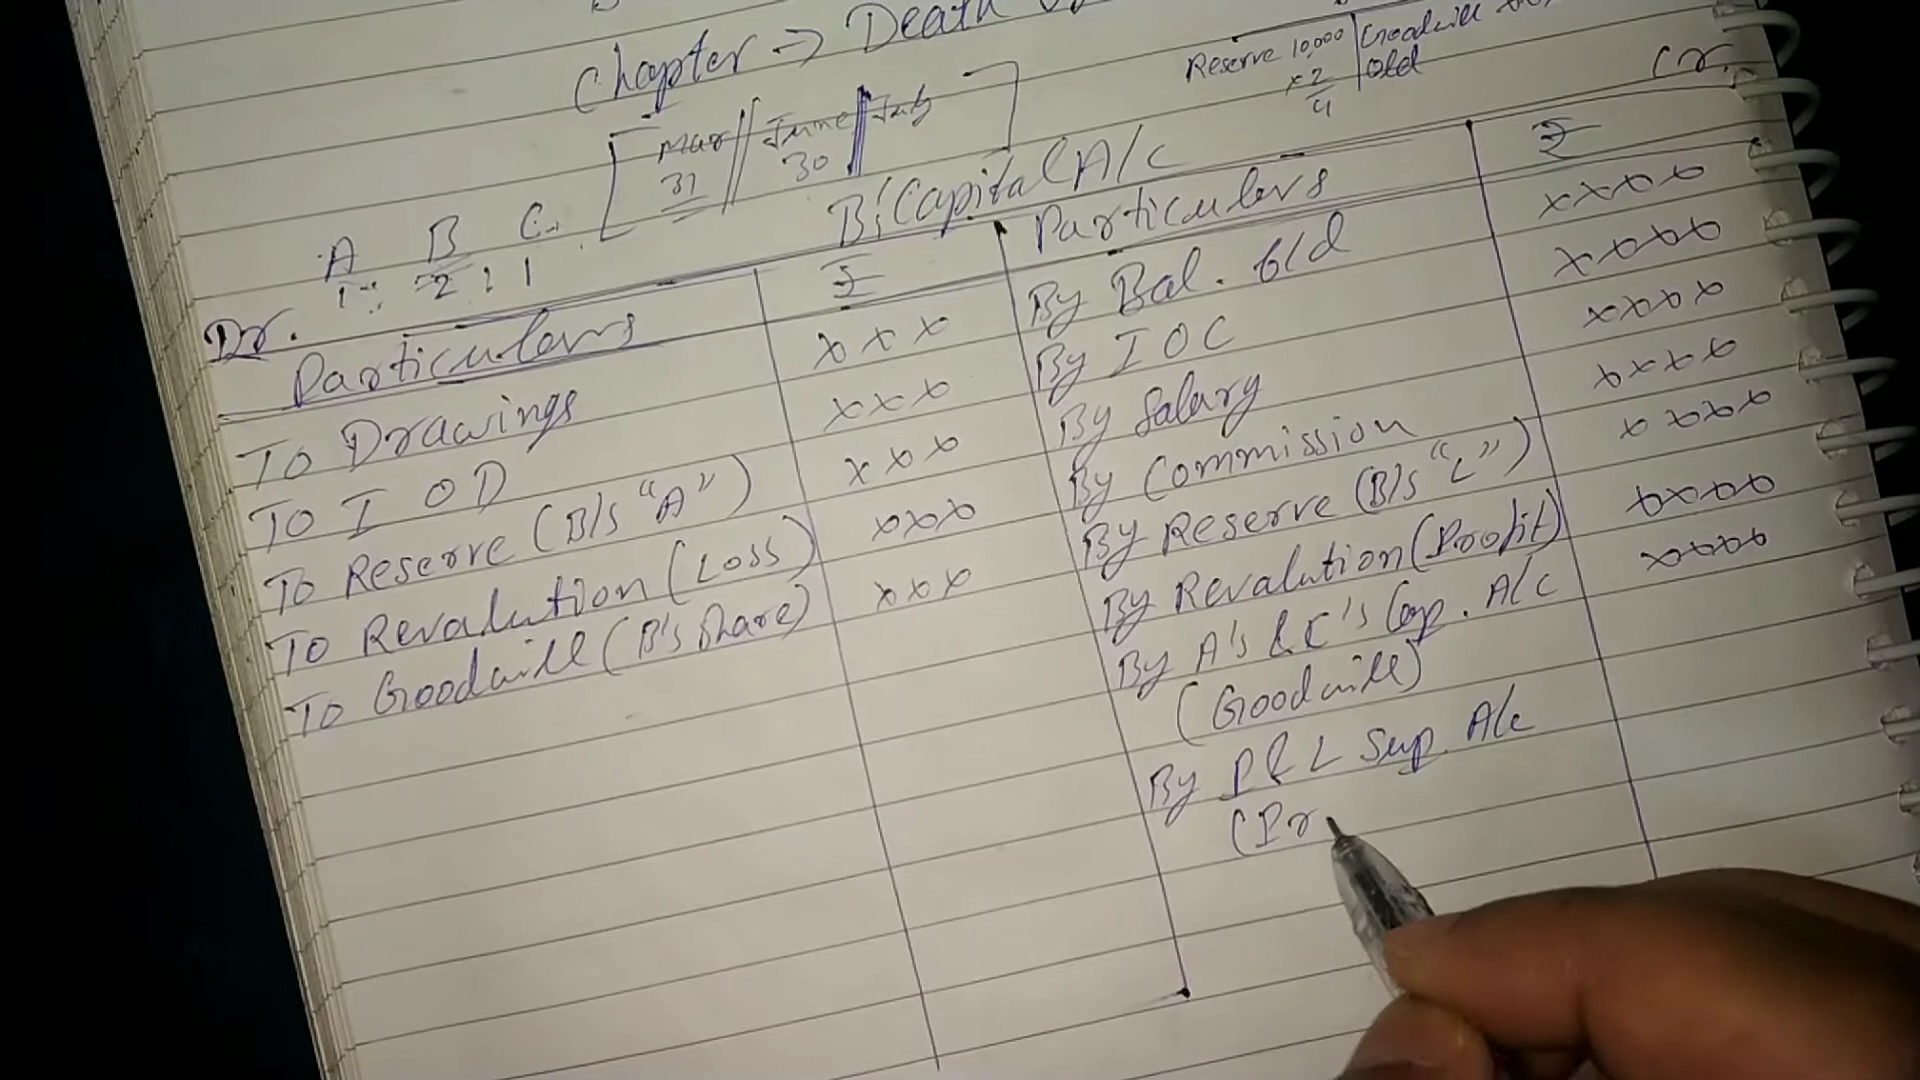 Chapter => Death
Reserve 10,000 Goodwill
x 2/4 old
Mar 31 June 30 July
A B C
1 : 2 : 1
B's Capital A/c
Dr. Cr.
Particulars ₹ Particulars ₹
To Drawings xxx By Bal. b/d xxxx
To I O D xxx By I O C xxxx
To Reserve (B/s "A") xxx By Salary xxxx
To Revalution (Loss) xxx By Commission xxxx
To Goodwill (B's Share) xxx By Reserve (B/s "L") xxxx
By Revalution (Profit) xxxx
By A's & C's Cap. A/c xxxx
(Goodwill)
By P & L Sup. A/c
(Pr